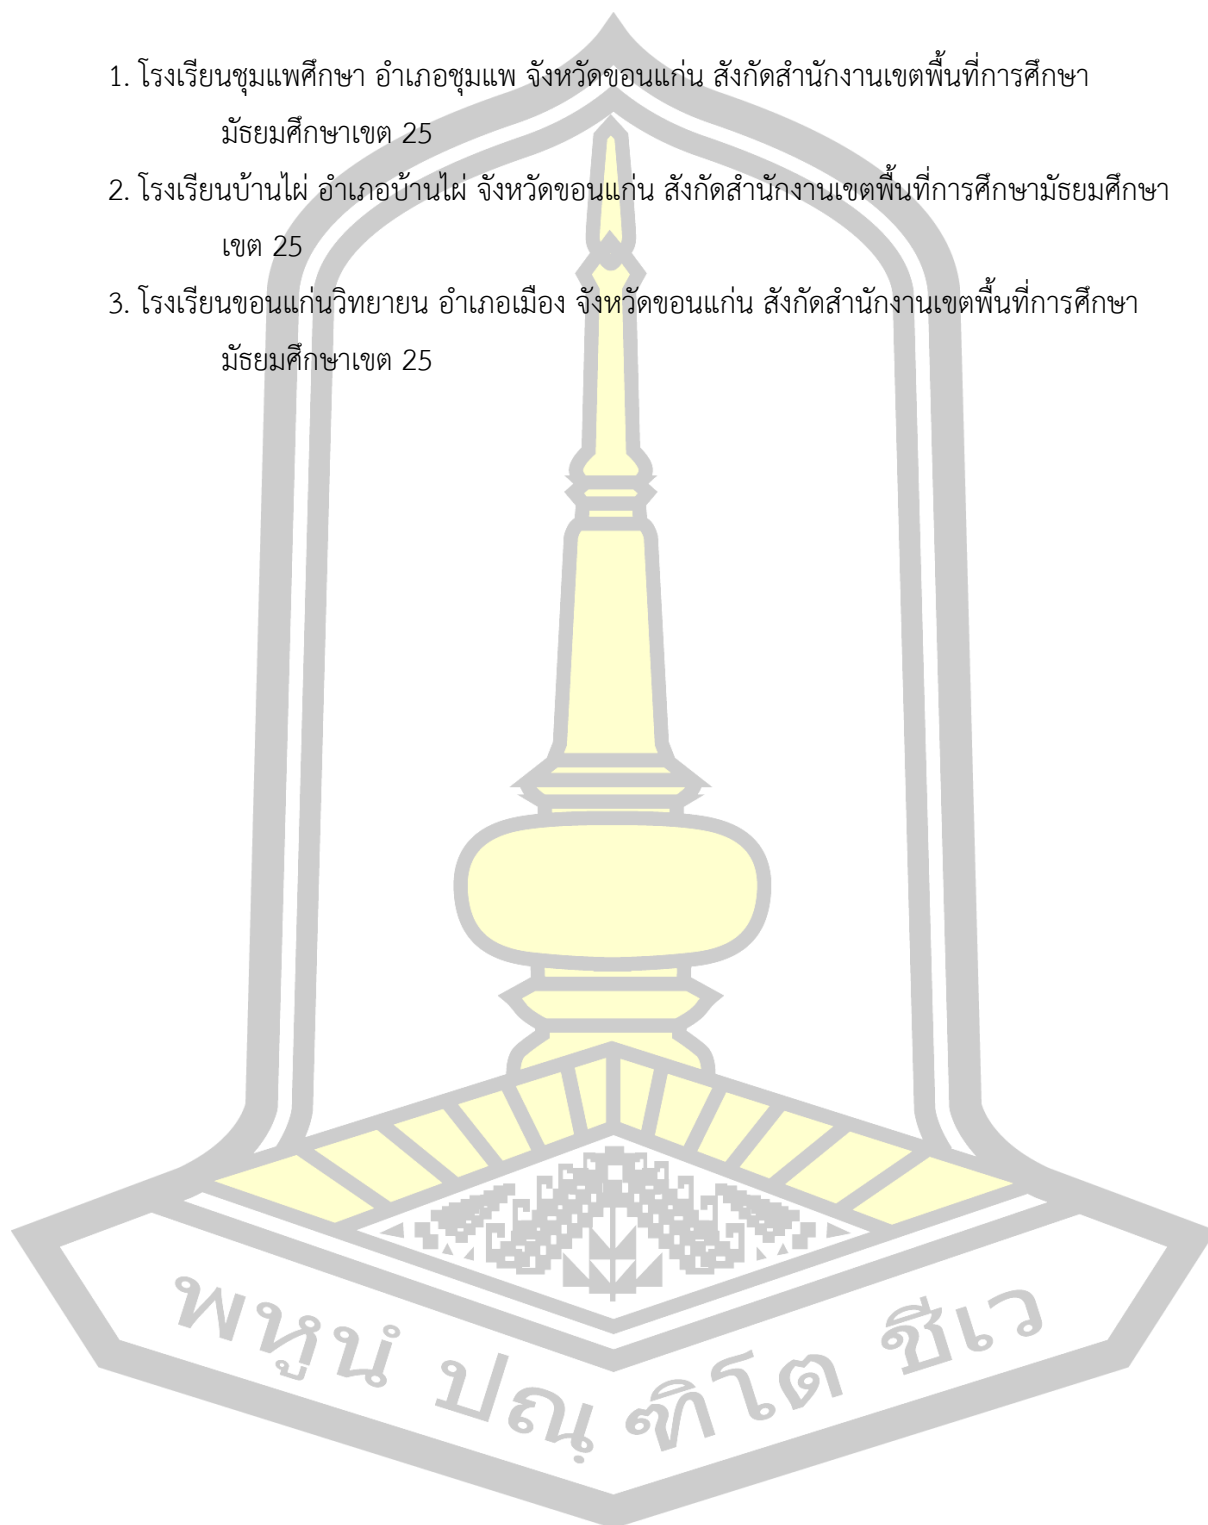 1. โรงเรียนชุมแพศึกษา อำเภอชุมแพ จังหวัดขอนแก่น สังกัดสำนักงานเขตพื้นที่การศึกษา
มัธยมศึกษาเขต 25
2. โรงเรียนบ้านไผ่ อำเภอบ้านไผ่ จังหวัดขอนแก่น สังกัดสำนักงานเขตพื้นที่การศึกษามัธยมศึกษา
เขต 25
3. โรงเรียนขอนแก่นวิทยายน อำเภอเมือง จังหวัดขอนแก่น สังกัดสำนักงานเขตพื้นที่การศึกษา
มัธยมศึกษาเขต 25
พหูนํ ปณฺ ฑิโต ชีเว